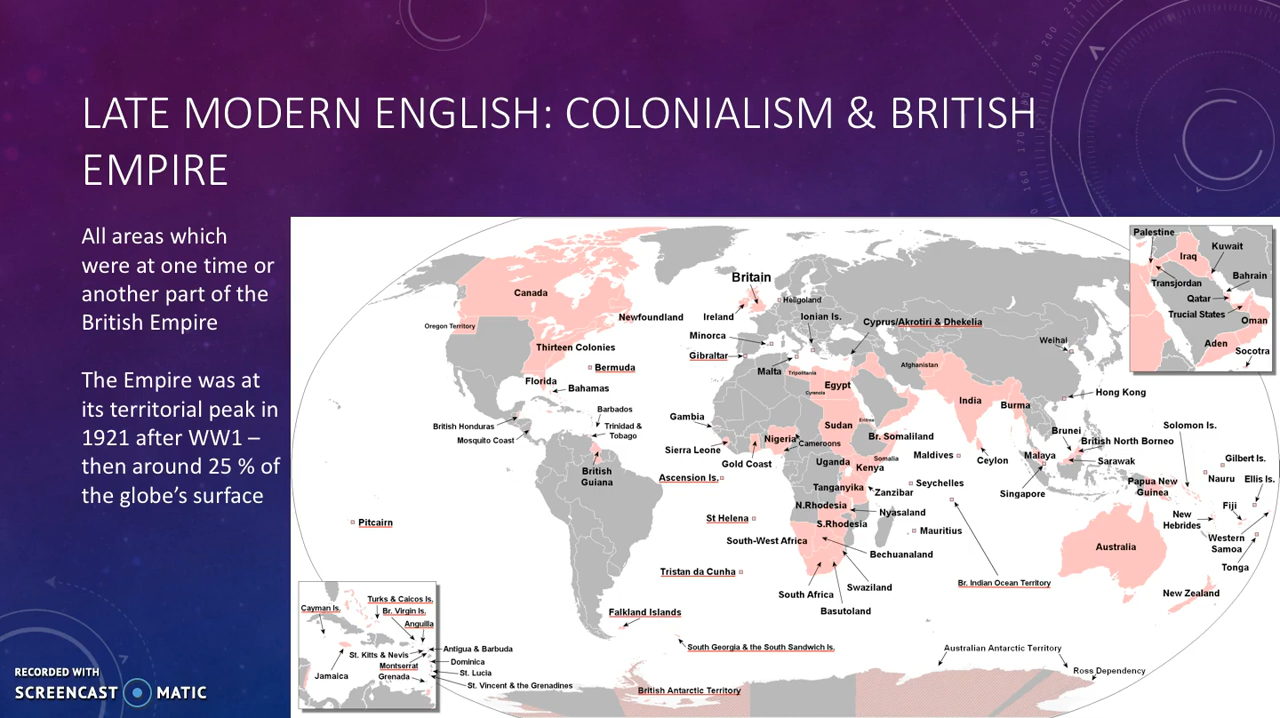 LATE MODERN ENGLISH: COLONIALISM & BRITISH
EMPIRE
All areas which
were at one time or
another part of the
British Empire
The Empire was at
its territorial peak in
1921 after WW1 –
then around 25 % of
the globe's surface
Canada
Newfoundland
Oregon Territory
Thirteen Colonies
Bermuda
Florida
Bahamas
British Honduras
Mosquito Coast
Barbados
Trinidad &
Tobago
British
Guiana
Pitcairn
Britain
Ireland
Heligoland
Minorca
Gibraltar
Malta
Ionian Is.
Cyprus/Akrotiri & Dhekelia
Tripolitania
Cyrencia
Egypt
Gambia
Sierra Leone
Gold Coast
Nigeria
Cameroons
Sudan
Eritrea
Br. Somaliland
Somalia
Uganda
Kenya
Tanganyika
Zanzibar
N.Rhodesia
Nyasaland
S.Rhodesia
South-West Africa
Bechuanaland
Swaziland
South Africa
Basutoland
Ascension Is.
St Helena
Tristan da Cunha
Falkland Islands
South Georgia & the South Sandwich Is.
British Antarctic Territory
Seychelles
Mauritius
Br. Indian Ocean Territory
Maldives
Ceylon
Afghanistan
India
Burma
Weihai
Hong Kong
Brunei
British North Borneo
Malaya
Sarawak
Singapore
Papua New
Guinea
Solomon Is.
Gilbert Is.
Nauru
Ellis Is.
Fiji
New
Hebrides
Western
Samoa
Tonga
Australia
New Zealand
Australian Antarctic Territory
Ross Dependency
Palestine
Iraq
Kuwait
Transjordan
Bahrain
Qatar
Trucial States
Oman
Aden
Socotra
Cayman Is.
Turks & Caicos Is.
Br. Virgin Is.
Anguilla
St. Kitts & Nevis
Antigua & Barbuda
Montserrat
Dominica
Jamaica
Grenada
St. Lucia
St. Vincent & the Grenadines
RECORDED WITH
SCREENCAST MATIC
160
170
190
200